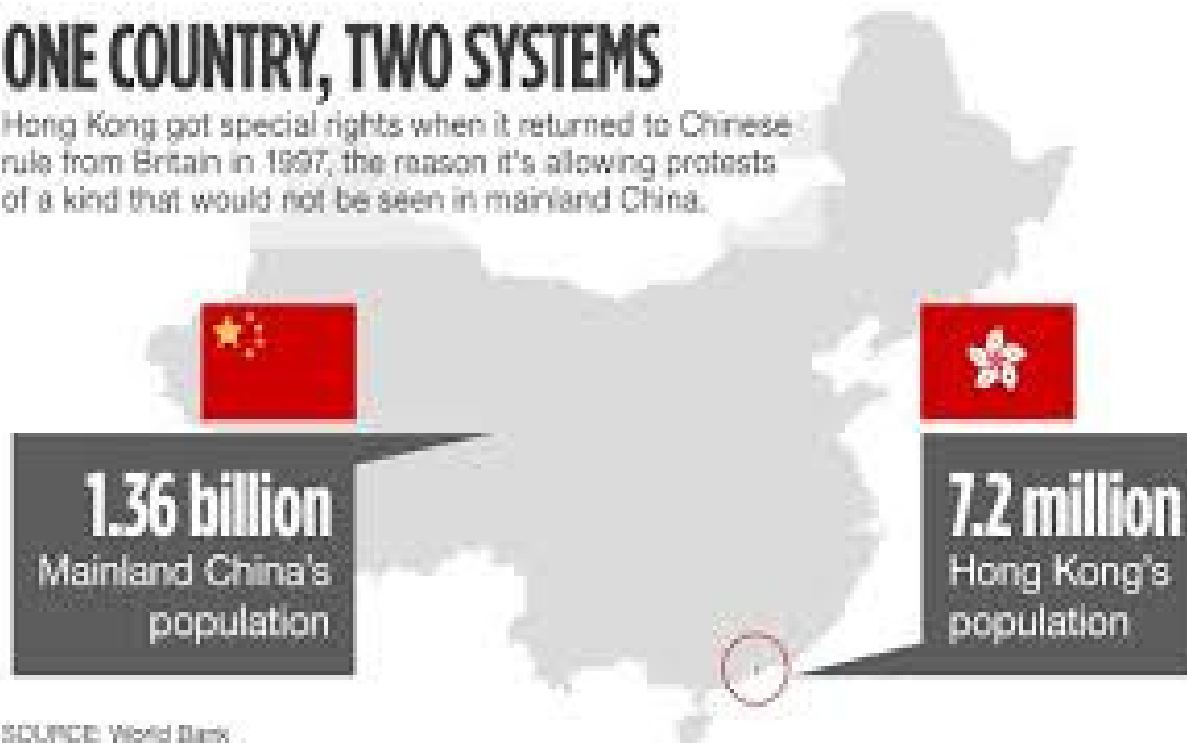 ONE COUNTRY, TWO SYSTEMS
Hong Kong got special rights when it returned to Chinese
rule from Britain in 1997, the reason it's allowing protests
of a kind that would not be seen in mainland China.
1.36 billion
Mainland China's
population
7.2 million
Hong Kong's
population
SOURCE: World Bank